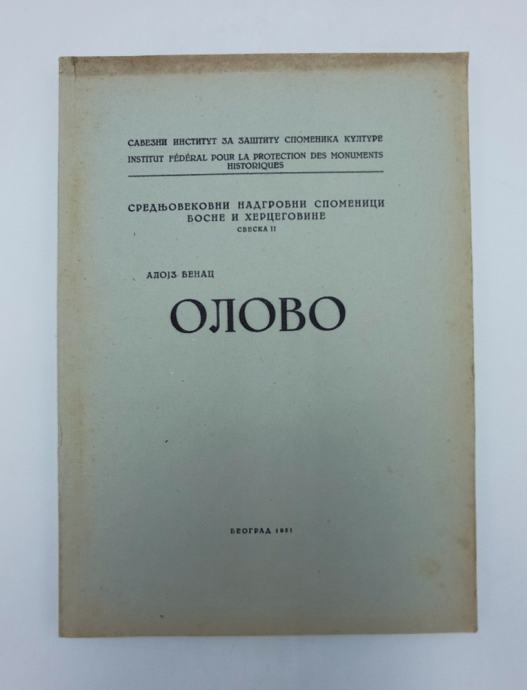 САВЕЗНИ ИНСТИТУТ ЗА ЗАШТИТУ СПОМЕНИКА КУЛТУРЕ
INSTITUT FÉDÉRAL POUR LA PROTECTION DES MONUMENTS
HISTORIQUES
СРЕДЊОВЕКОВНИ НАДГРОБНИ СПОМЕНИЦИ
БОСНЕ И ХЕРЦЕГОВИНЕ
СВЕСКА II
АЛОЈЗ БЕНАЦ
ОЛОВО
БЕОГРАД 1951